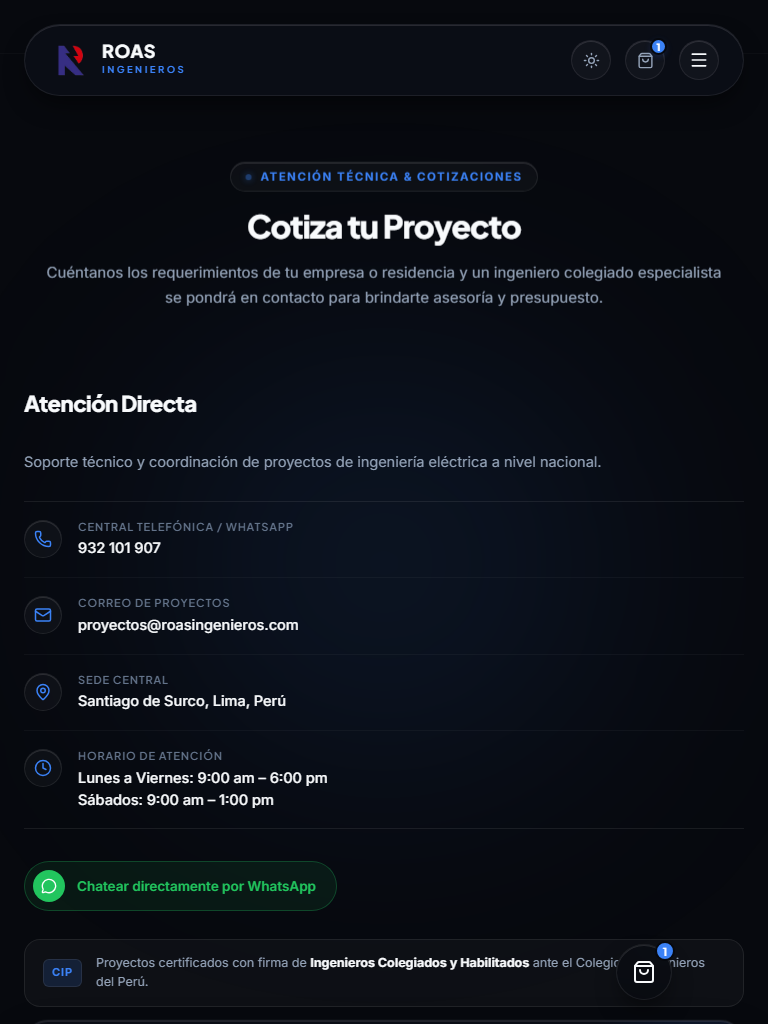 ROAS
INGENIEROS
1
ATENCIÓN TÉCNICA & COTIZACIONES
Cotiza tu Proyecto
Cuéntanos los requerimientos de tu empresa o residencia y un ingeniero colegiado especialista
se pondrá en contacto para brindarte asesoría y presupuesto.
Atención Directa
Soporte técnico y coordinación de proyectos de ingeniería eléctrica a nivel nacional.
CENTRAL TELEFÓNICA / WHATSAPP
932 101 907
CORREO DE PROYECTOS
proyectos@roasingenieros.com
SEDE CENTRAL
Santiago de Surco, Lima, Perú
HORARIO DE ATENCIÓN
Lunes a Viernes: 9:00 am – 6:00 pm
Sábados: 9:00 am – 1:00 pm
Chatear directamente por WhatsApp
1
CIP
Proyectos certificados con firma de Ingenieros Colegiados y Habilitados ante el
del Perú.